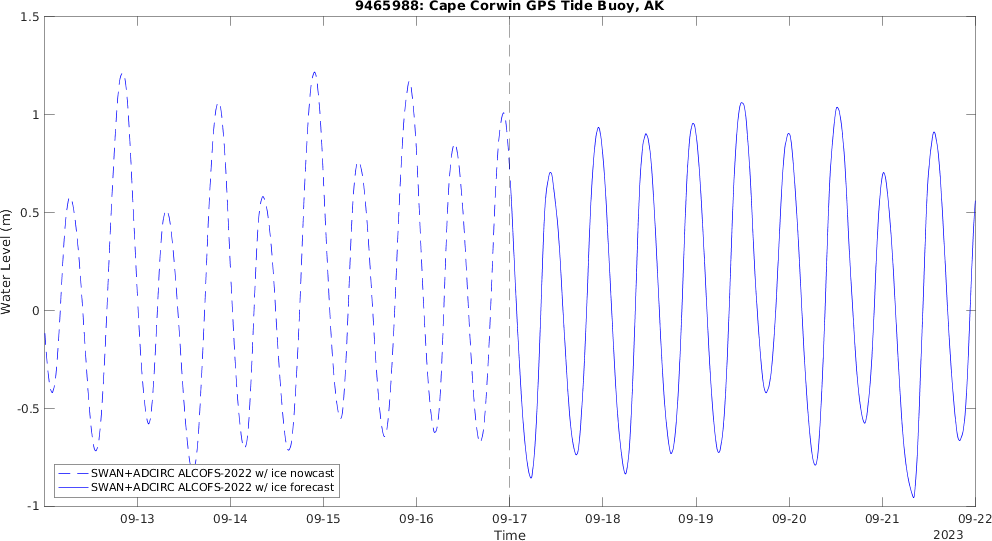 9465988: Cape Corwin GPS Tide Buoy, AK
1.5
1
0.5
0
-0.5
-1
Water Level (m)
SWAN+ADCIRC ALCOFS-2022 w/ ice nowcast
SWAN+ADCIRC ALCOFS-2022 w/ ice forecast
09-13 09-14 09-15 09-16 09-17 09-18 09-19 09-20 09-21 09-22
Time
2023